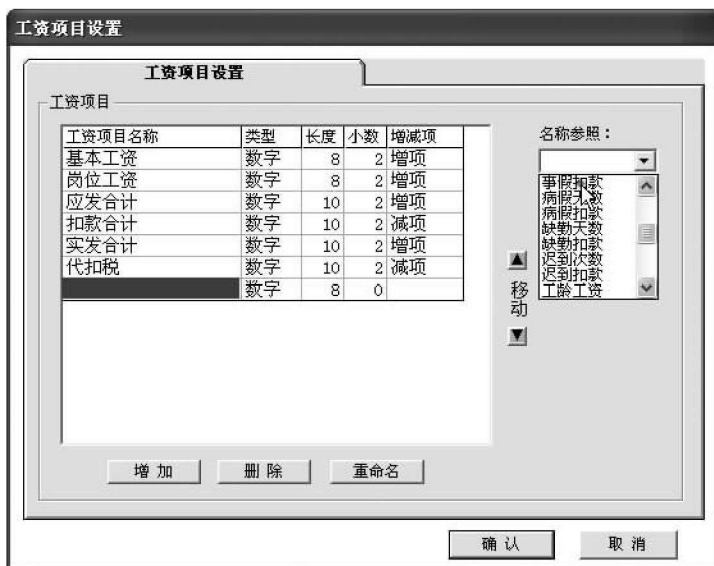 工资项目设置
工资项目设置
工资项目
工资项目名称 类型 长度 小数 增减项
基本工资 数字 8 2 增项
岗位工资 数字 8 2 增项
应发合计 数字 10 2 增项
扣款合计 数字 10 2 减项
实发合计 数字 10 2 增项
代扣税 数字 10 2 减项
数字 8 0
名称参照：
事假扣款
病假天数
病假扣款
缺勤天数
缺勤扣款
迟到次数
迟到扣款
工龄工资
移动
增加 删除 重命名
确认 取消